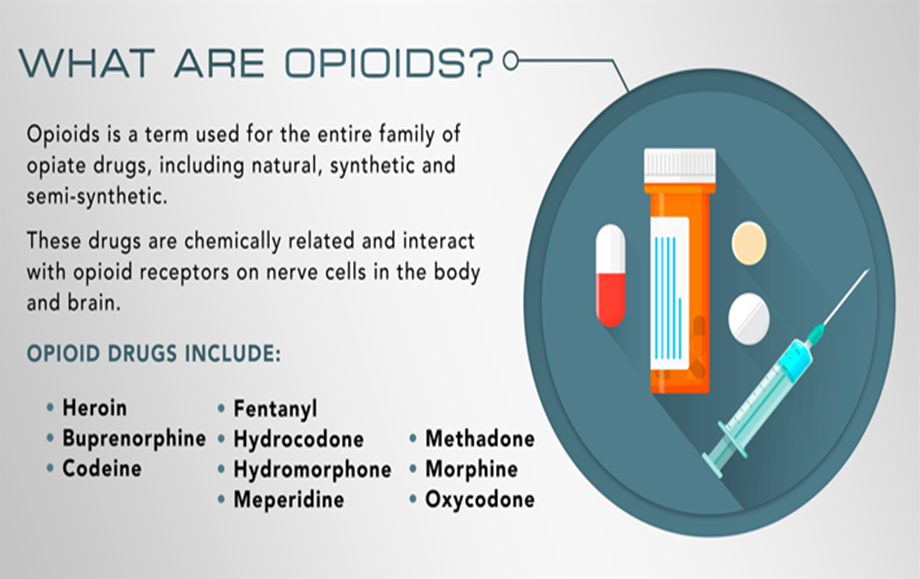 WHAT ARE OPIOIDS?
Opioids is a term used for the entire family of
opiate drugs, including natural, synthetic and
semi-synthetic.
These drugs are chemically related and interact
with opioid receptors on nerve cells in the body
and brain.
OPIOID DRUGS INCLUDE:
• Heroin
• Buprenorphine
• Codeine
• Fentanyl
• Hydrocodone
• Hydromorphone
• Meperidine
• Methadone
• Morphine
• Oxycodone